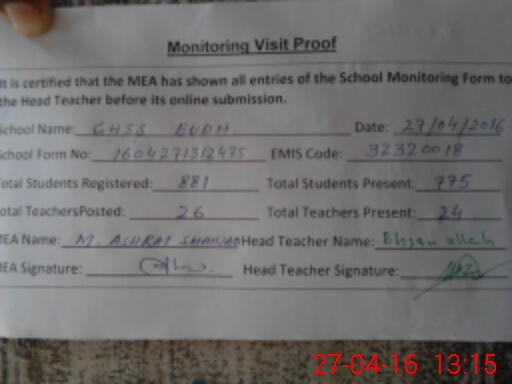 Monitoring Visit Proof
It is certified that the MEA has shown all entries of the School Monitoring Form to
the Head Teacher before its online submission.
School Name: GHSS BUDH. Date: 27/04/2016
School Form No: 1604271312475 EMIS Code: 32320018
Total Students Registered: 881 Total Students Present: 775
Total TeachersPosted: 26 Total Teachers Present: 24
MEA Name: M. ASHRAF SHAHZAD Head Teacher Name: Ehsan ullah
MEA Signature: Head Teacher Signature:
27-04-16 13:15